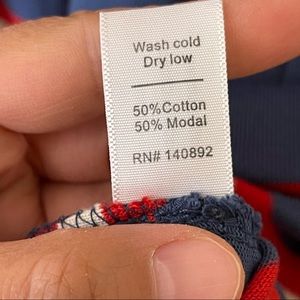 Wash cold
Dry low
50%Cotton
50% Modal
RN# 140892